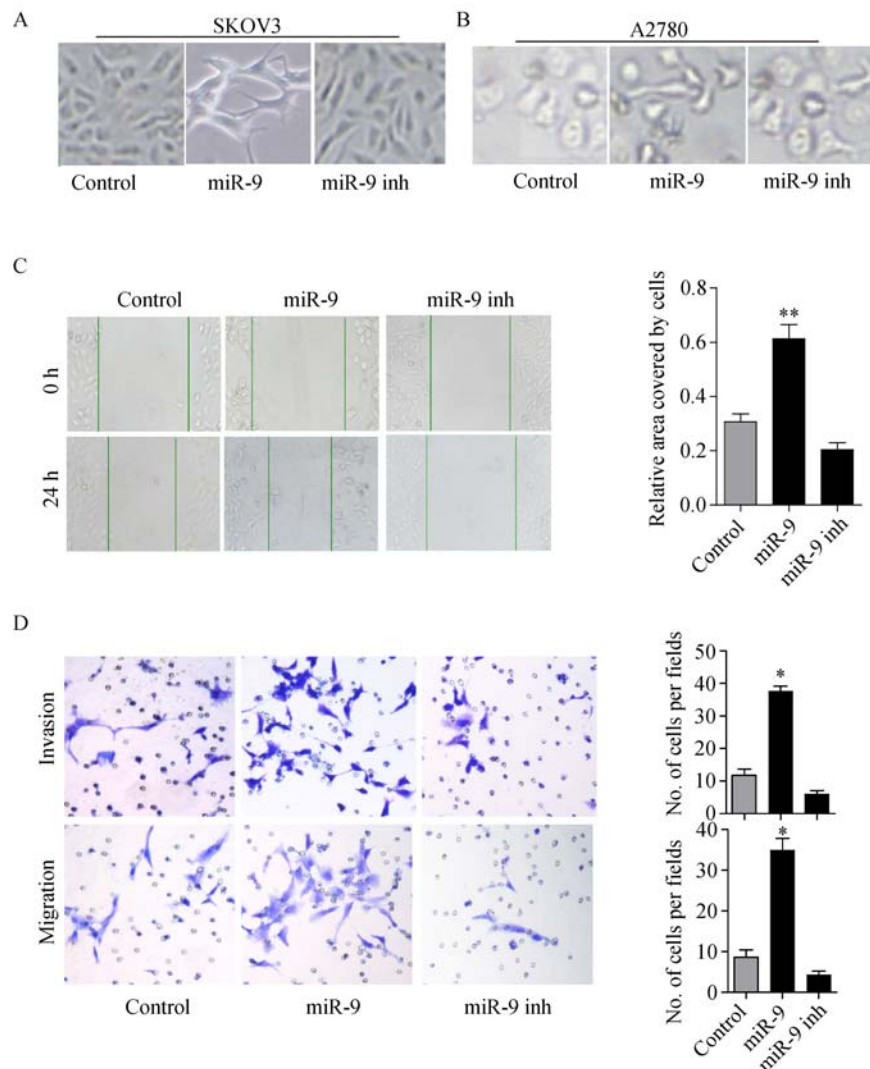 A
SKOV3
Control
miR-9
miR-9 inh
B
A2780
Control
miR-9
miR-9 inh
C
Control
miR-9
miR-9 inh
0 h
24 h
Relative area covered by cells
0.8
0.6
0.4
0.2
0.0
**
Control
miR-9
miR-9 inh
D
Invasion
Migration
Control
miR-9
miR-9 inh
No. of cells per fields
50
40
30
20
10
0
*
No. of cells per fields
40
30
20
10
0
*
Control
miR-9
miR-9 inh